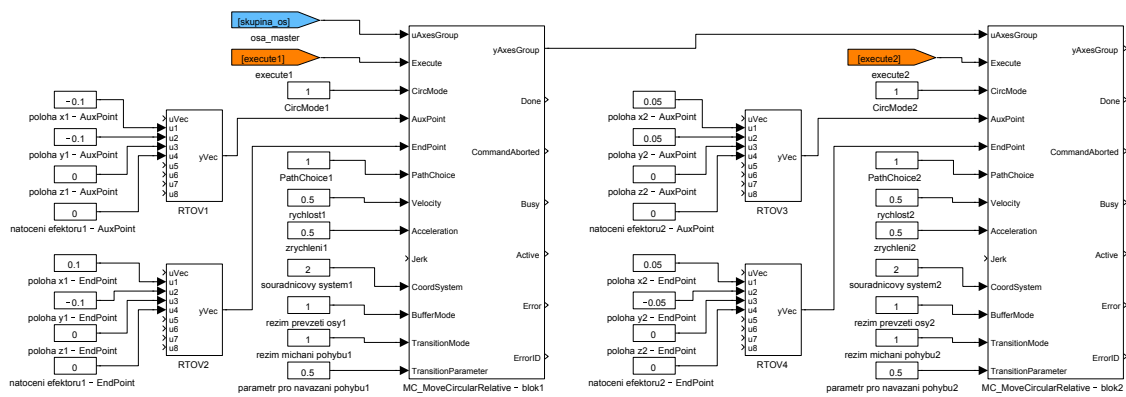 [skupina_os]
osa_master
[execute1]
execute1
1
CircMode1
-0.1
poloha x1 - AuxPoint
-0.1
poloha y1 - AuxPoint
0
poloha z1 - AuxPoint
0
natoceni efektoru1 - AuxPoint
uVec
u1
u2
u3
u4
u5
u6
u7
u8
yVec
RTOV1
0.1
poloha x1 - EndPoint
-0.1
poloha y1 - EndPoint
0
poloha z1 - EndPoint
0
natoceni efektoru1 - EndPoint
uVec
u1
u2
u3
u4
u5
u6
u7
u8
yVec
RTOV2
1
PathChoice1
0.5
rychlost1
0.5
zrychleni1
2
souradnicovy system1
1
rezim prevzeti osy1
1
rezim michani pohybu1
0.5
parametr pro navazani pohybu1
uAxesGroup
Execute
CircMode
AuxPoint
EndPoint
PathChoice
Velocity
Acceleration
Jerk
CoordSystem
BufferMode
TransitionMode
TransitionParameter
yAxesGroup
Done
CommandAborted
Busy
Active
Error
ErrorID
MC_MoveCircularRelative - blok1
[execute2]
execute2
1
CircMode2
0.05
poloha x2 - AuxPoint
0.05
poloha y2 - AuxPoint
0
poloha z2 - AuxPoint
0
natoceni efektoru2 - AuxPoint
uVec
u1
u2
u3
u4
u5
u6
u7
u8
yVec
RTOV3
0.05
poloha x2 - EndPoint
-0.05
poloha y2 - EndPoint
0
poloha z2 - EndPoint
0
natoceni efektoru2 - EndPoint
uVec
u1
u2
u3
u4
u5
u6
u7
u8
yVec
RTOV4
1
PathChoice2
0.5
rychlost2
0.5
zrychleni2
2
souradnicovy system2
1
rezim prevzeti osy2
1
rezim michani pohybu2
0.5
parametr pro navazani pohybu2
uAxesGroup
Execute
CircMode
AuxPoint
EndPoint
PathChoice
Velocity
Acceleration
Jerk
CoordSystem
BufferMode
TransitionMode
TransitionParameter
yAxesGroup
Done
CommandAborted
Busy
Active
Error
ErrorID
MC_MoveCircularRelative - blok2